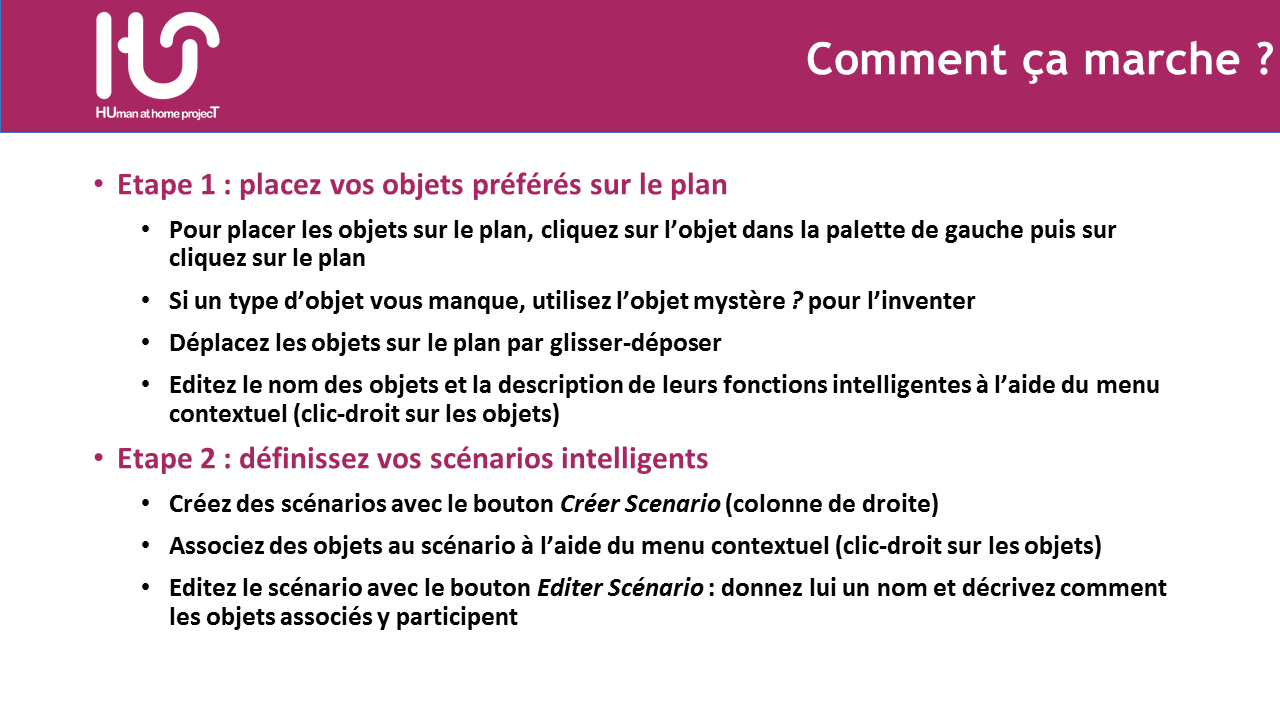 HUman at home projecT
Comment ça marche ?
• Etape 1 : placez vos objets préférés sur le plan
• Pour placer les objets sur le plan, cliquez sur l’objet dans la palette de gauche puis sur
cliquez sur le plan
• Si un type d’objet vous manque, utilisez l’objet mystère ? pour l’inventer
• Déplacez les objets sur le plan par glisser-déposer
• Editez le nom des objets et la description de leurs fonctions intelligentes à l’aide du menu
contextuel (clic-droit sur les objets)
• Etape 2 : définissez vos scénarios intelligents
• Créez des scénarios avec le bouton Créer Scenario (colonne de droite)
• Associez des objets au scénario à l’aide du menu contextuel (clic-droit sur les objets)
• Editez le scénario avec le bouton Editer Scénario : donnez lui un nom et décrivez comment
les objets associés y participent